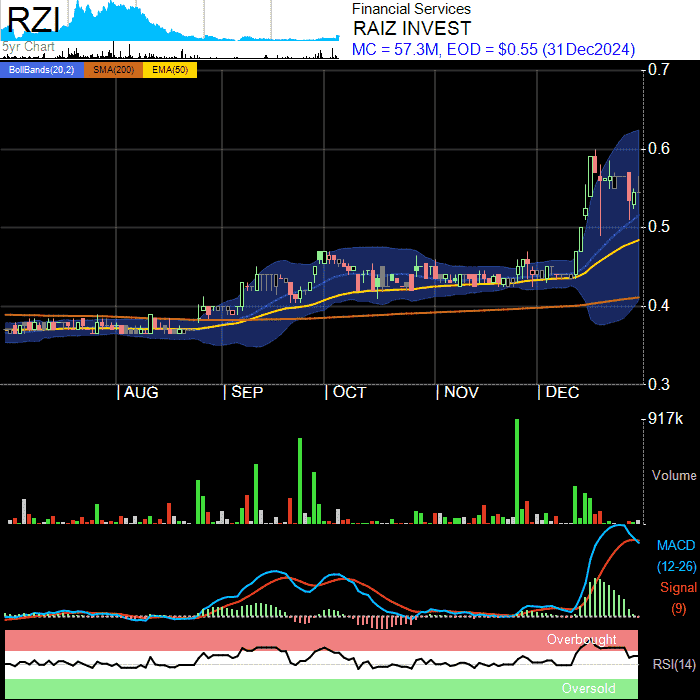 RZI
5yr Chart
Financial Services
RAIZ INVEST
MC = 57.3M, EOD = $0.55 (31Dec2024)
BollBands(20,2) SMA(200) EMA(50)
0.7
0.6
0.5
0.4
0.3
AUG SEP OCT NOV DEC
917k
Volume
MACD
(12-26)
Signal
(9)
Overbought
RSI(14)
Oversold